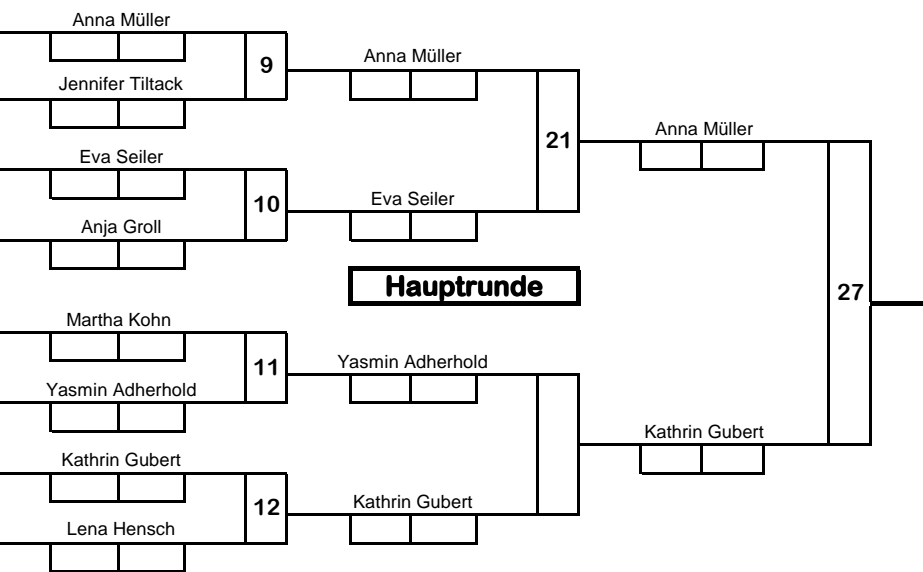 Anna Müller
9
Anna Müller
Jennifer Tiltack
21
Anna Müller
Eva Seiler
10
Eva Seiler
Anja Groll
Hauptrunde
27
Martha Kohn
11
Yasmin Adherhold
Yasmin Adherhold
Kathrin Gubert
Kathrin Gubert
12
Kathrin Gubert
Lena Hensch